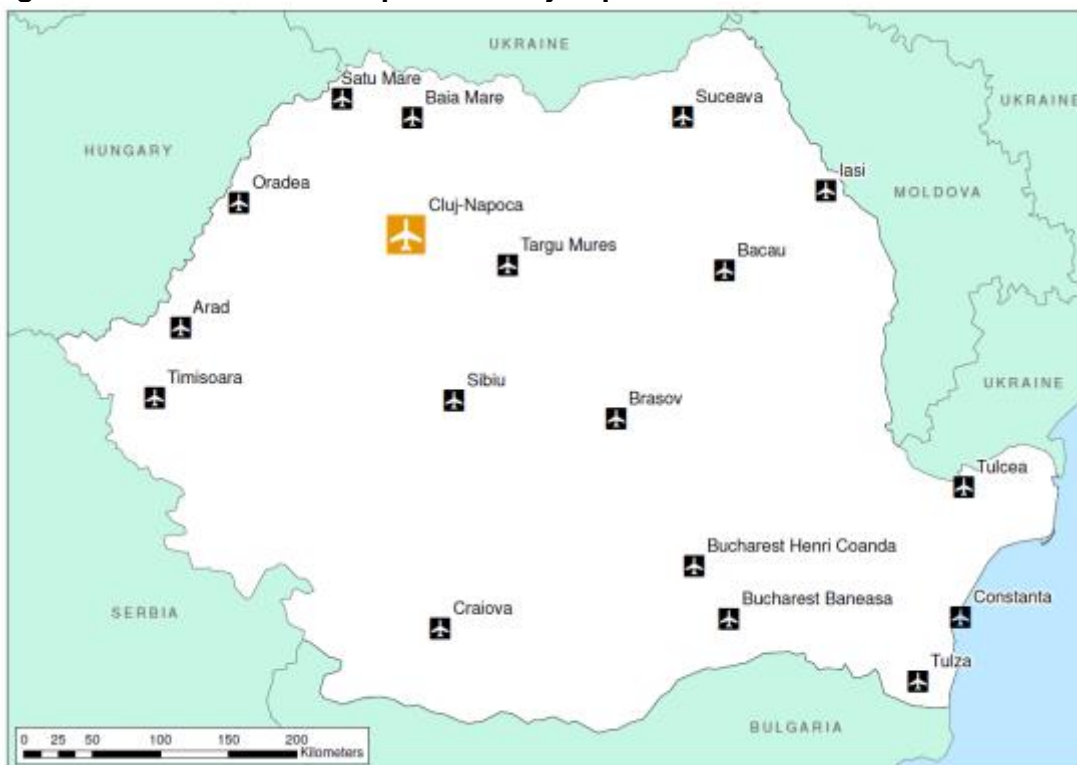 UKRAINE
Satu Mare
Baia Mare
Suceava
UKRAINE
HUNGARY
Iasi
Oradea
MOLDOVA
Cluj-Napoca
Targu Mures
Bacau
Arad
Timisoara
Sibiu
Brasov
UKRAINE
Tulcea
Bucharest Henri Coanda
SERBIA
Craiova
Bucharest Baneasa
Constanta
Tulza
BULGARIA
0 25 50 100 150 200
Kilometers